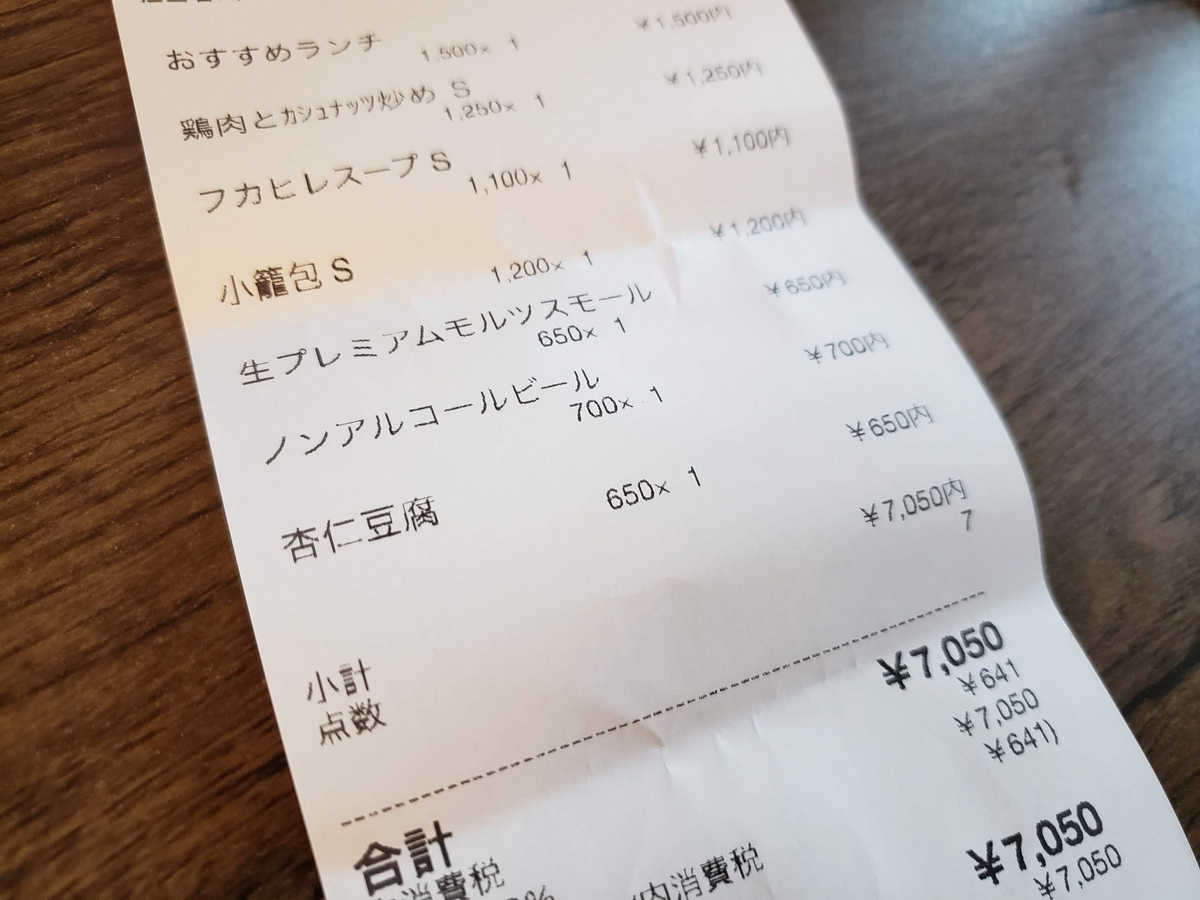 おすすめランチ
1,500× 1 ¥1,500内
鶏肉とカシュナッツ炒め S
1,250× 1 ¥1,250内
フカヒレスープ S
1,100× 1 ¥1,100内
小籠包 S
1,200× 1 ¥1,200内
生プレミアムモルツスモール
650× 1 ¥650内
ノンアルコールビール
700× 1 ¥700内
杏仁豆腐
650× 1 ¥650内
小計 ¥7,050内
点数 7
合計 ¥7,050
消費税 ¥641
¥7,050
内消費税 ¥641)
¥7,050
¥7,050